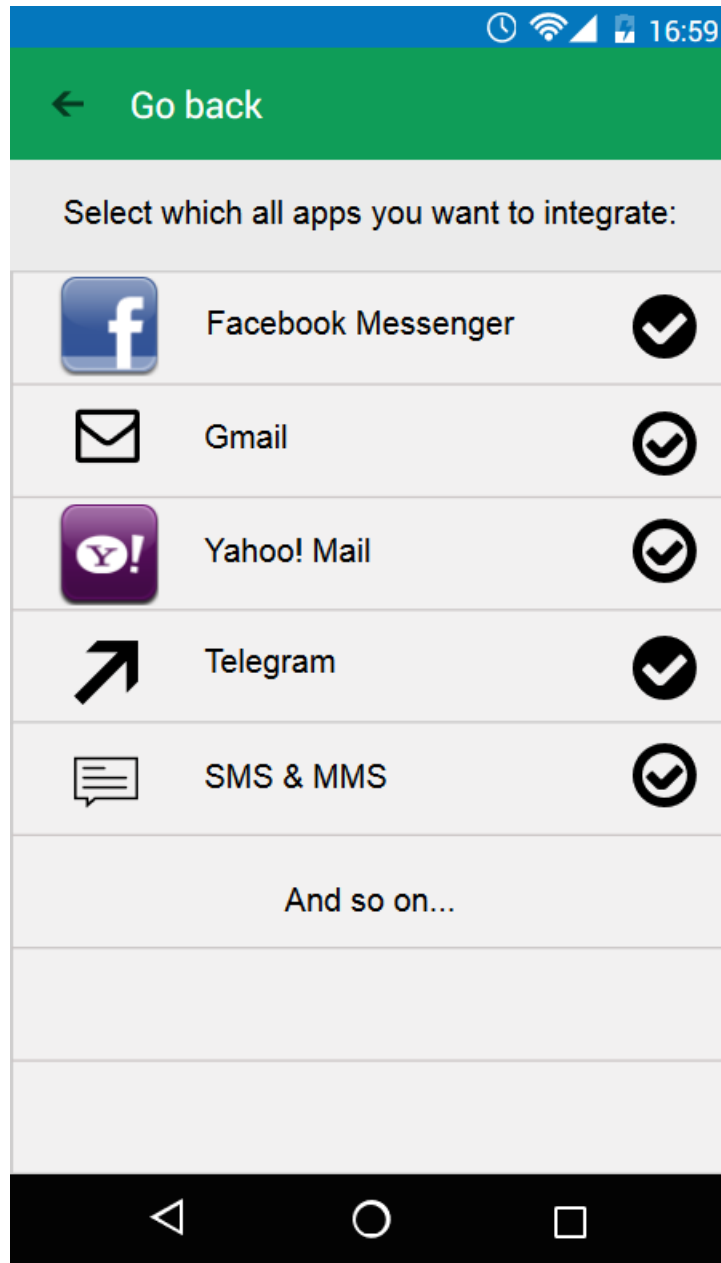 16:59
Go back
Select which all apps you want to integrate:
f
Facebook Messenger
Gmail
Y!
Yahoo! Mail
Telegram
SMS & MMS
And so on...